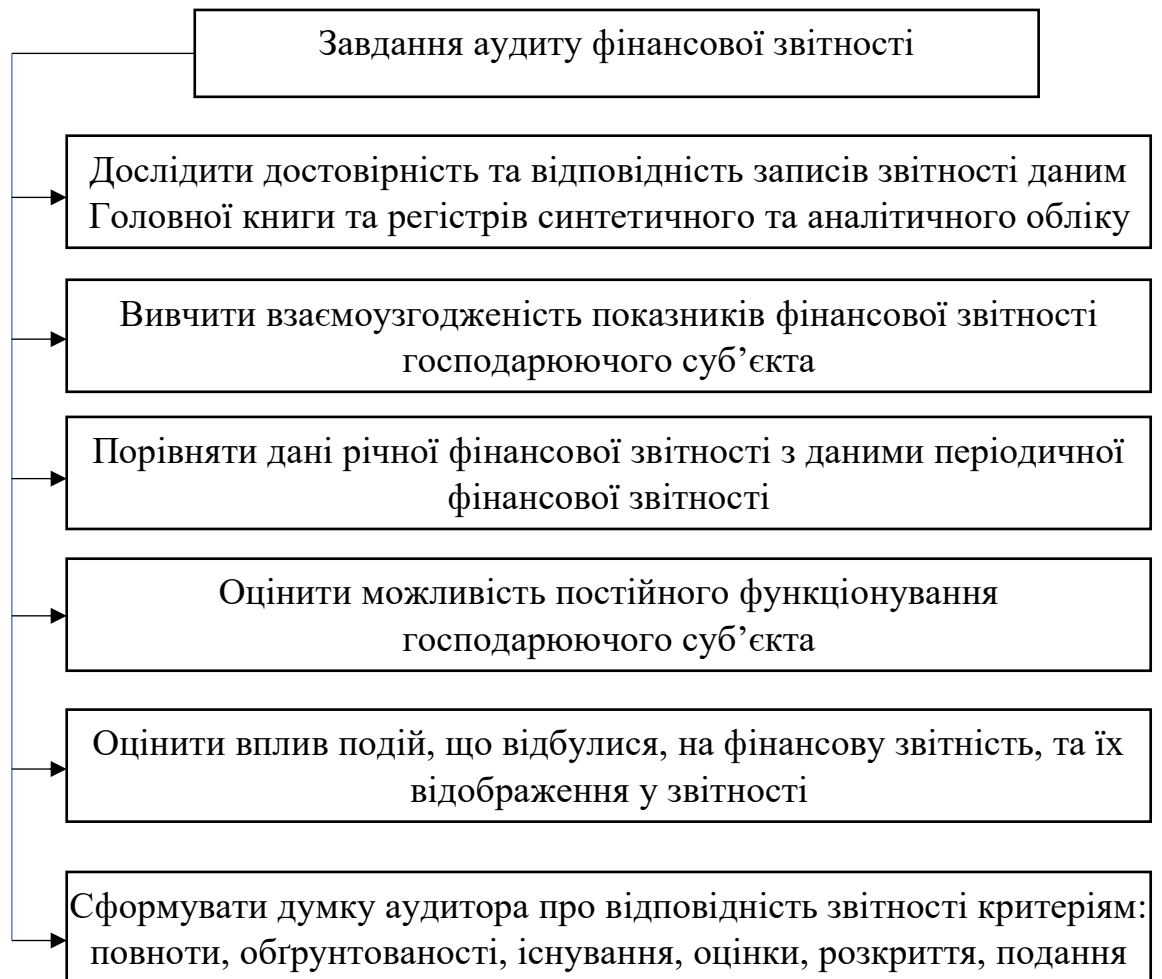 Завдання аудиту фінансової звітності
Дослідити достовірність та відповідність записів звітності даним
Головної книги та регістрів синтетичного та аналітичного обліку
Вивчити взаємоузгодженість показників фінансової звітності
господарюючого суб’єкта
Порівняти дані річної фінансової звітності з даними періодичної
фінансової звітності
Оцінити можливість постійного функціонування
господарюючого суб’єкта
Оцінити вплив подій, що відбулися, на фінансову звітність, та їх
відображення у звітності
Сформувати думку аудитора про відповідність звітності критеріям:
повноти, обґрунтованості, існування, оцінки, розкриття, подання